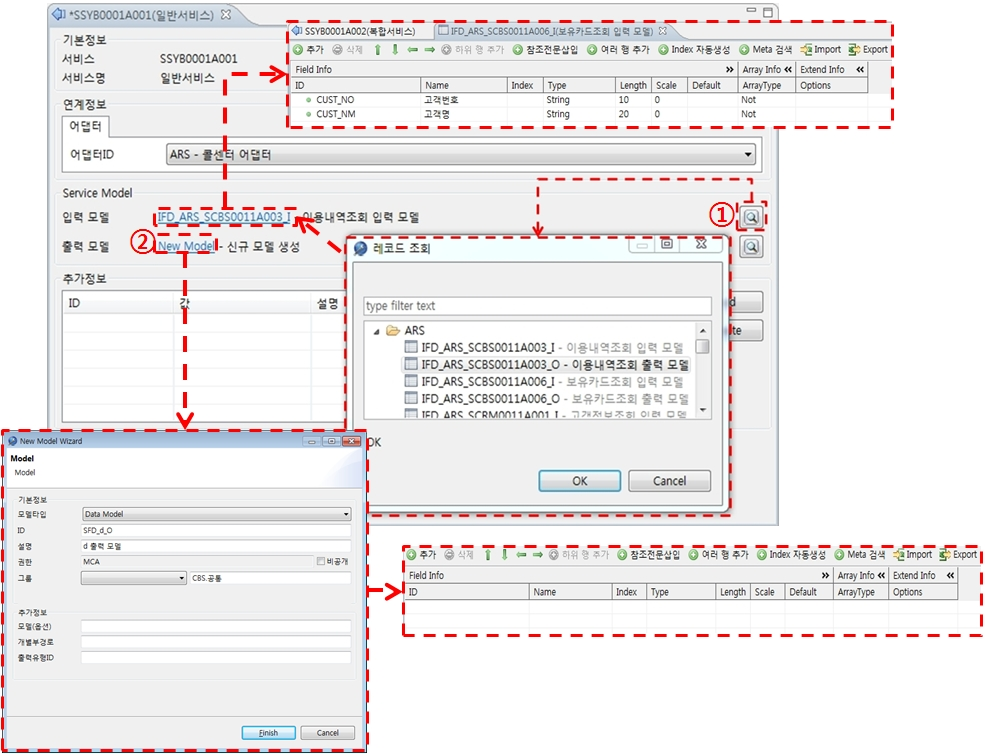 *SSYB0001A001(일반서비스)
기본정보
서비스 SSYB0001A001
서비스명 일반서비스
연계정보
어댑터
어댑터ID ARS - 콜센터 어댑터
Service Model
입력 모델 IFD_ARS_SCBS0011A003_I - 이용내역조회 입력 모델
①
출력 모델 ② New Model - 신규 모델 생성
추가정보
ID 값 설명
SSYB0001A002(복합서비스) IFD_ARS_SCBS0011A006_I(보유카드조회 입력 모델)
추가 삭제 하위 행 추가 참조전문삽입 여러 행 추가 Index 자동생성 Meta 검색 Import Export
Field Info Array Info Extend Info
ID Name Index Type Length Scale Default ArrayType Options
CUST_NO 고객번호 String 10 0 Not
CUST_NM 고객명 String 20 0 Not
레코드 조회
type filter text
ARS
IFD_ARS_SCBS0011A003_I - 이용내역조회 입력 모델
IFD_ARS_SCBS0011A003_O - 이용내역조회 출력 모델
IFD_ARS_SCBS0011A006_I - 보유카드조회 입력 모델
IFD_ARS_SCBS0011A006_O - 보유카드조회 출력 모델
IFD_ARS_SCRM0011A001_I - 고객정보조회 입력 모델
OK
OK Cancel
New Model Wizard
Model
Model
기본정보
모델타입 Data Model
ID SFD_d_O
설명 d 출력 모델
권한 MCA 비공개
그룹 CBS.공통
추가정보
모델(옵션)
개별부경로
출력유형ID
Finish Cancel
추가 삭제 하위 행 추가 참조전문삽입 여러 행 추가 Index 자동생성 Meta 검색 Import Export
Field Info Array Info Extend Info
ID Name Index Type Length Scale Default ArrayType Options